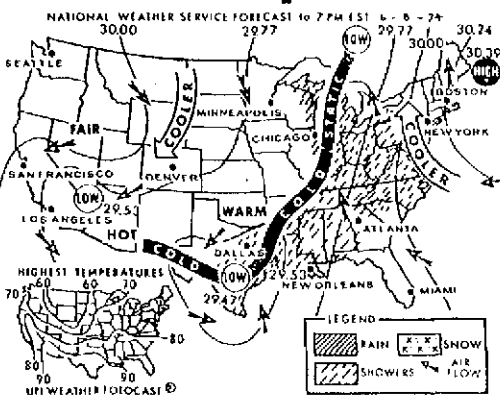 NATIONAL WEATHER SERVICE FORECAST to 7 PM EST 6 - 8 - 74
30.00 29.77 LOW 29.77 30.00 30.24
30.39
HIGH
SEATTLE
COOLER
MINNEAPOLIS
BOSTON
FAIR
CHICAGO
NEW YORK
COOLER
SAN FRANCISCO
DENVER
COLD STATIC
LOW
29.53
LOS ANGELES
WARM
HOT
ATLANTA
COLD
DALLAS
LOW
29.53
NEW ORLEANS
29.47
MIAMI
HIGHEST TEMPERATURES
60 70
70 60
80
80
90 90
UPI WEATHER FOTOCAST ®
LEGEND
RAIN
SNOW
SHOWERS
AIR FLOW